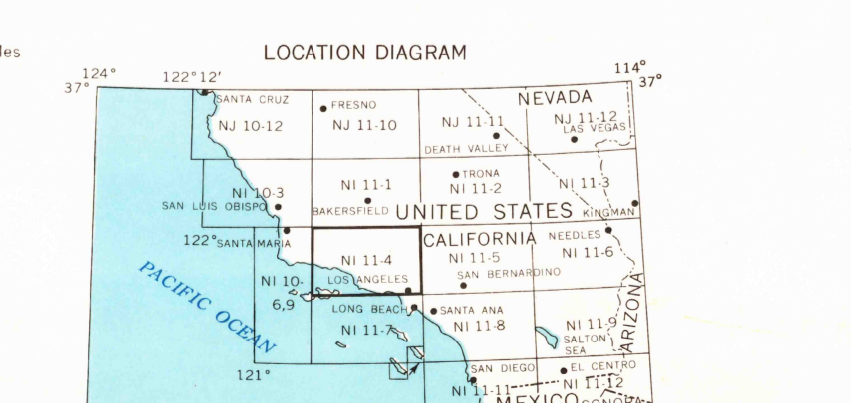 les
LOCATION DIAGRAM
124° 122°12′ 114°
37° 37°
SANTA CRUZ FRESNO NEVADA
NJ 10-12 NJ 11-10 NJ 11-11 NJ 11-12
LAS VEGAS
DEATH VALLEY
TRONA
NI 10-3 NI 11-1 NI 11-2 NI 11-3
SAN LUIS OBISPO BAKERSFIELD UNITED STATES KINGMAN
122° SANTA MARIA CALIFORNIA NEEDLES
NI 11-4 NI 11-5 NI 11-6
LOS ANGELES SAN BERNARDINO
NI 10-
6,9
PACIFIC OCEAN
LONG BEACH SANTA ANA
NI 11-7 NI 11-8 NI 11-9
SALTON
SEA
ARIZONA
121° SAN DIEGO EL CENTRO
NI 11-11 NI 11-12
MEXICO SONORA